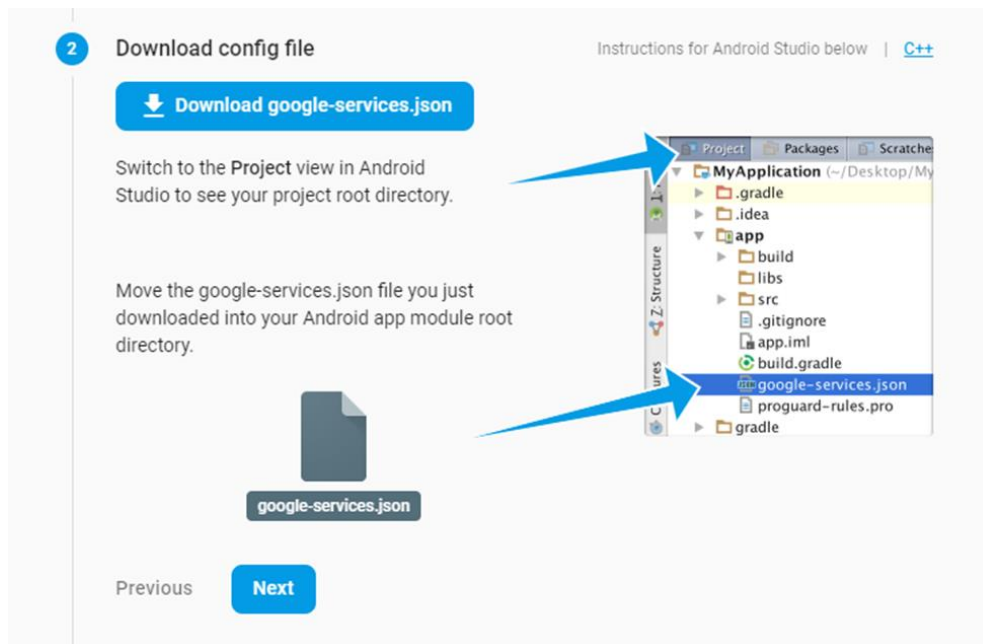 2
Download config file
Instructions for Android Studio below | C++
Download google-services.json
Switch to the Project view in Android
Studio to see your project root directory.
Move the google-services.json file you just
downloaded into your Android app module root
directory.
google-services.json
Project Packages Scratche
MyApplication (~/Desktop/My
.gradle
.idea
app
build
libs
src
.gitignore
app.iml
build.gradle
google-services.json
proguard-rules.pro
gradle
1:
Z: Structure
Previous
Next